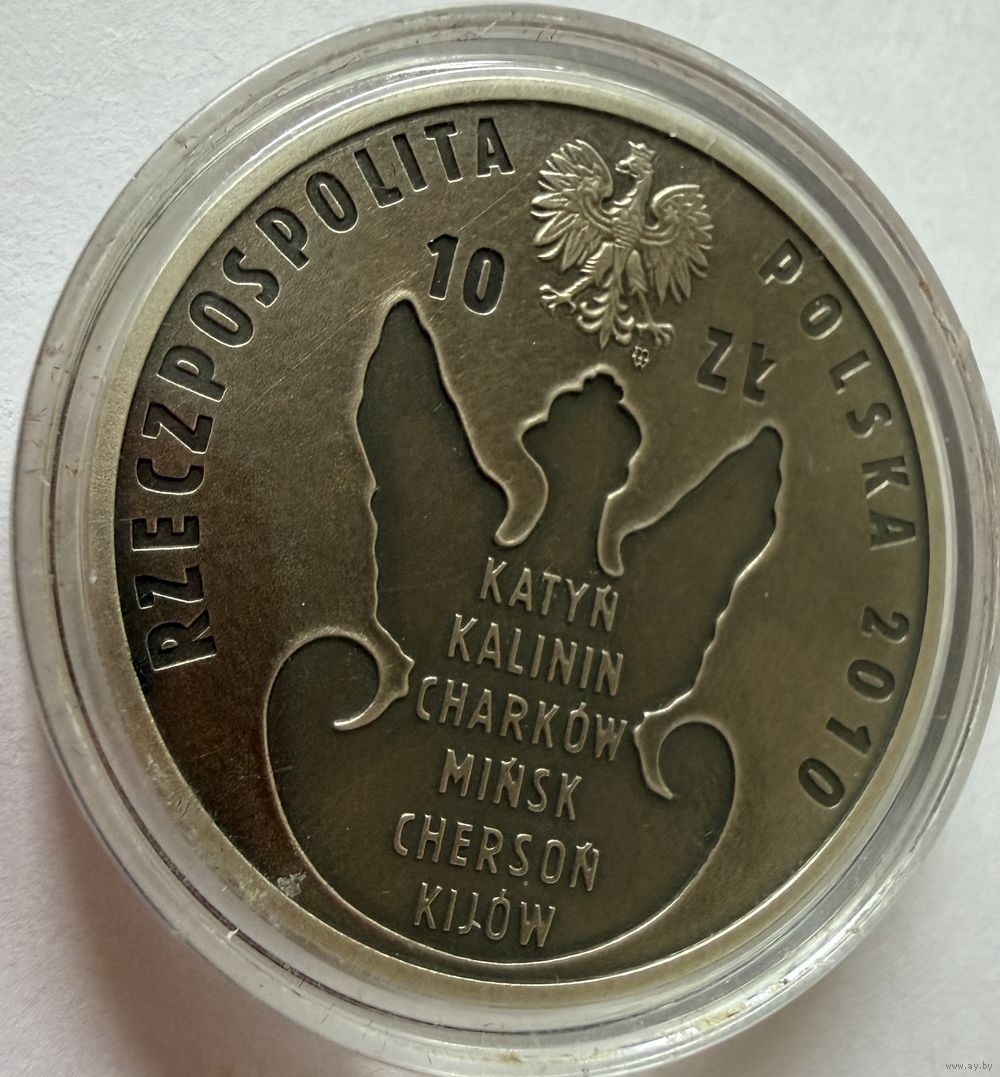 RZECZPOSPOLITA POLSKA 2010
10 ZŁ
KATYŃ
KALININ
CHARKÓW
MIŃSK
CHERSOŃ
KIJÓW
www.ay.by